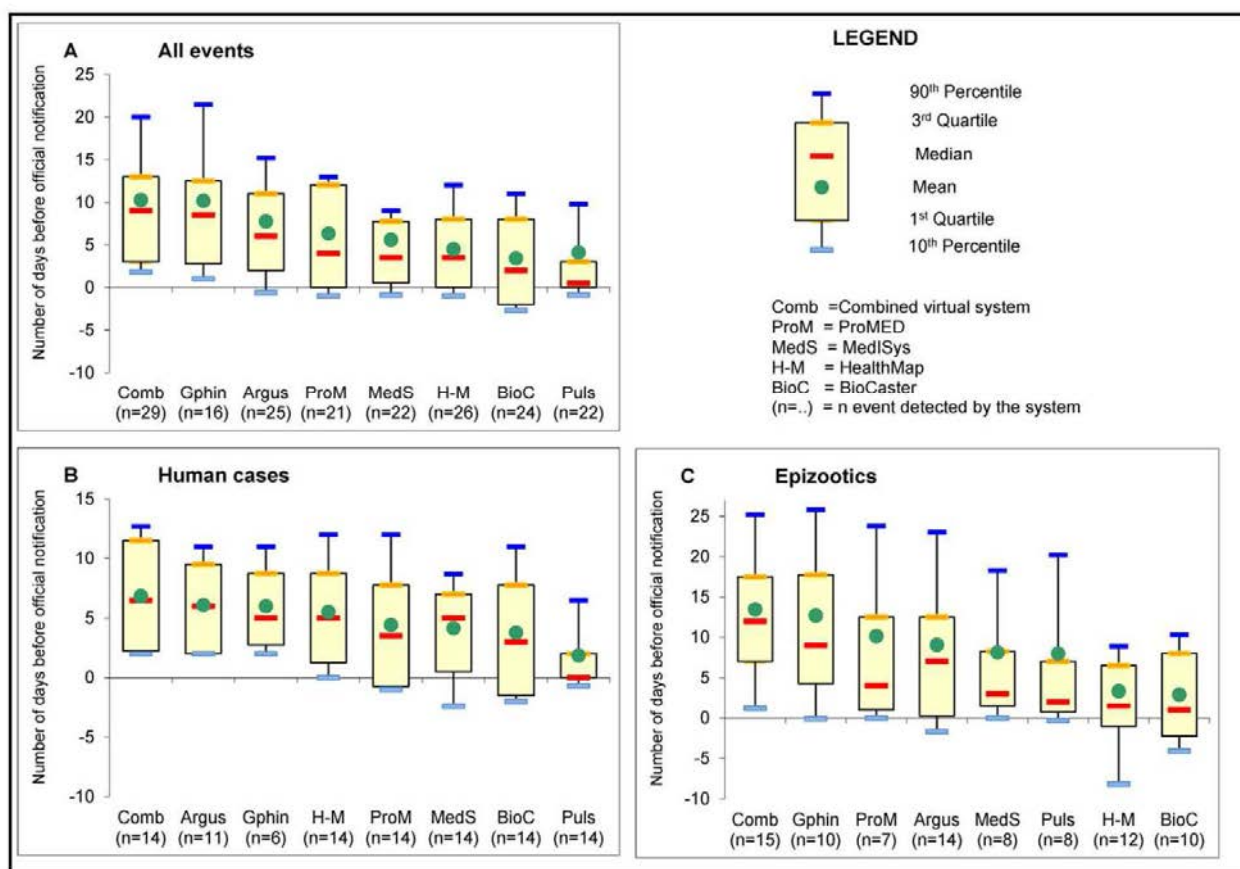 A All events
Number of days before official notification
25
20
15
10
5
0
-5
-10
Comb Gphin Argus ProM MedS H-M BioC Puls
(n=29) (n=16) (n=25) (n=21) (n=22) (n=26) (n=24) (n=22)
LEGEND
90th Percentile
3rd Quartile
Median
Mean
1st Quartile
10th Percentile
Comb =Combined virtual system
ProM = ProMED
MedS = MedISys
H-M = HealthMap
BioC = BioCaster
(n=..) = n event detected by the system
B Human cases
Number of days before official notification
15
10
5
0
-5
-10
Comb Argus Gphin H-M ProM MedS BioC Puls
(n=14) (n=11) (n=6) (n=14) (n=14) (n=14) (n=14) (n=14)
C Epizootics
Number of days before official notification
25
20
15
10
5
0
-5
-10
Comb Gphin ProM Argus MedS Puls H-M BioC
(n=15) (n=10) (n=7) (n=14) (n=8) (n=8) (n=12) (n=10)